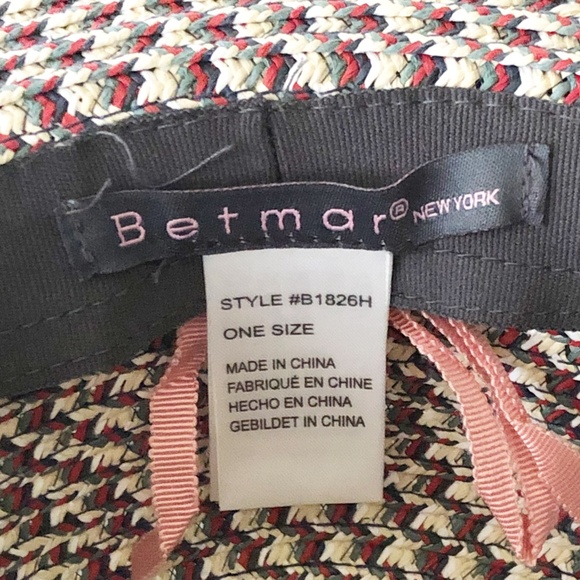 Betmar® NEW YORK
STYLE #B1826H
ONE SIZE
MADE IN CHINA
FABRIQUÉ EN CHINE
HECHO EN CHINA
GEBILDET IN CHINA